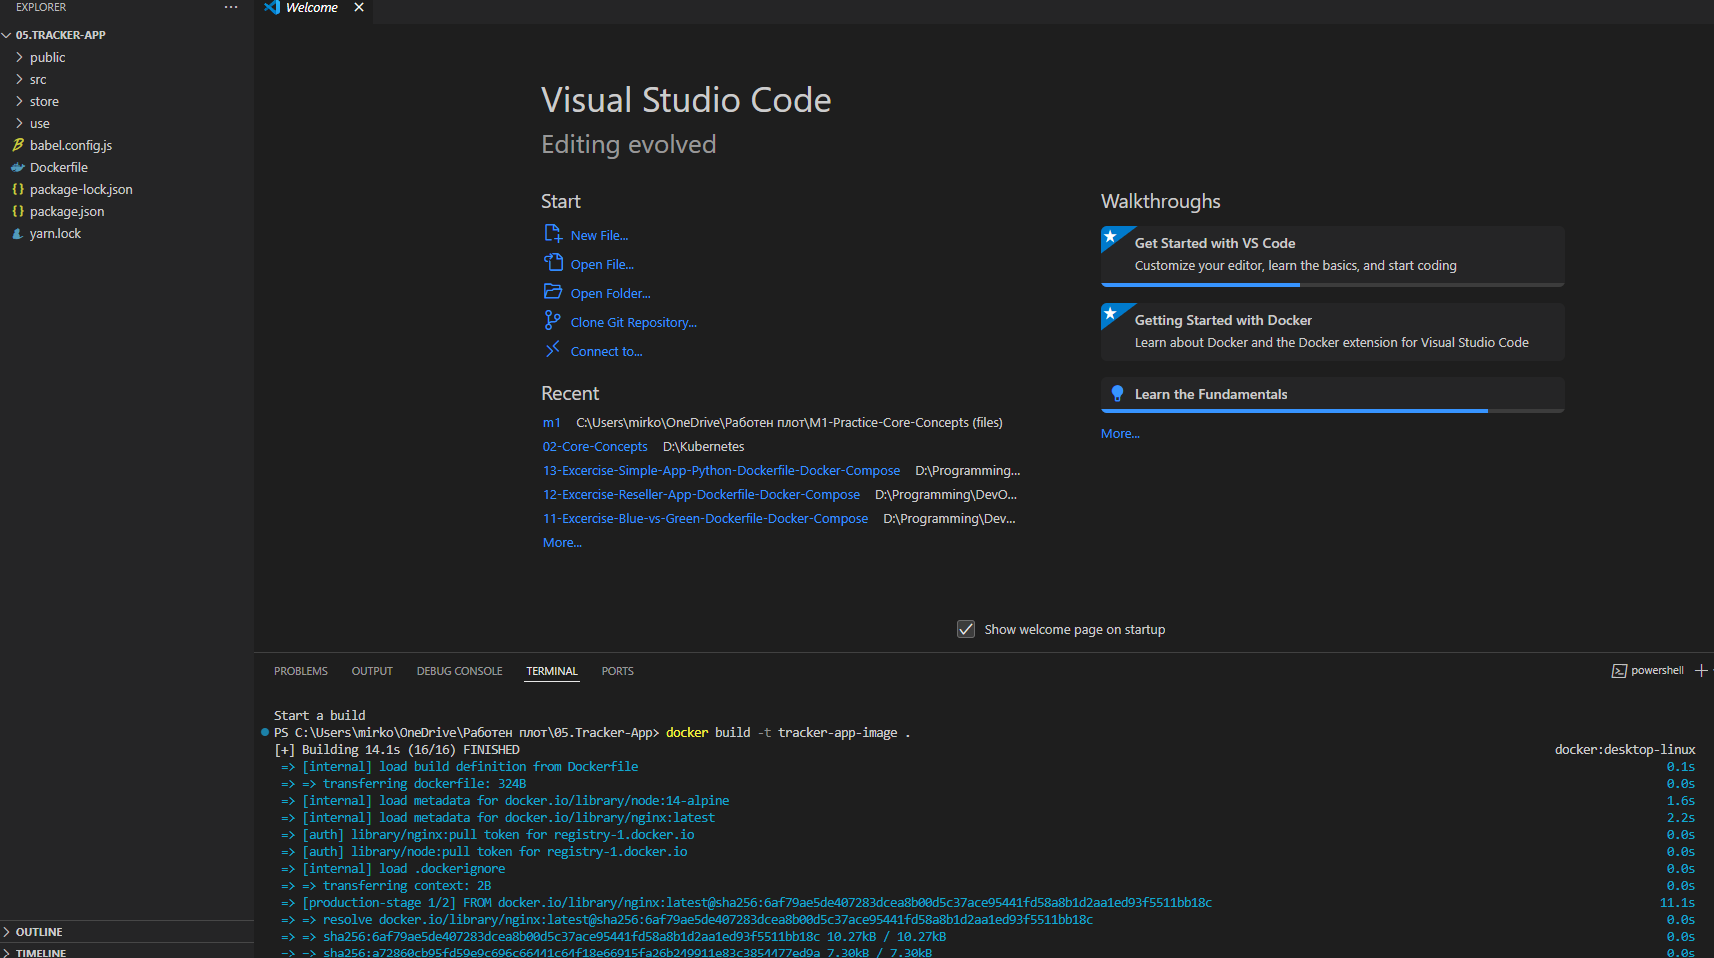 EXPLORER
Welcome
05.TRACKER-APP
public
src
store
use
babel.config.js
Dockerfile
package-lock.json
package.json
yarn.lock
OUTLINE
TIMELINE
Visual Studio Code
Editing evolved
Start
New File...
Open File...
Open Folder...
Clone Git Repository...
Connect to...
Recent
m1 C:\Users\mirko\OneDrive\Работен плот\M1-Practice-Core-Concepts (files)
02-Core-Concepts D:\Kubernetes
13-Excercise-Simple-App-Python-Dockerfile-Docker-Compose D:\Programming...
12-Excercise-Reseller-App-Dockerfile-Docker-Compose D:\Programming\DevO...
11-Excercise-Blue-vs-Green-Dockerfile-Docker-Compose D:\Programming\Dev...
More...
Walkthroughs
Get Started with VS Code
Customize your editor, learn the basics, and start coding
Getting Started with Docker
Learn about Docker and the Docker extension for Visual Studio Code
Learn the Fundamentals
More...
Show welcome page on startup
PROBLEMS OUTPUT DEBUG CONSOLE TERMINAL PORTS powershell
Start a build
PS C:\Users\mirko\OneDrive\Работен плот\05.Tracker-App> docker build -t tracker-app-image .
[+] Building 14.1s (16/16) FINISHED docker:desktop-linux
=> [internal] load build definition from Dockerfile 0.1s
=> => transferring dockerfile: 324B 0.0s
=> [internal] load metadata for docker.io/library/node:14-alpine 1.6s
=> [internal] load metadata for docker.io/library/nginx:latest 2.2s
=> [auth] library/nginx:pull token for registry-1.docker.io 0.0s
=> [auth] library/node:pull token for registry-1.docker.io 0.0s
=> [internal] load .dockerignore 0.0s
=> => transferring context: 2B 0.0s
=> [production-stage 1/2] FROM docker.io/library/nginx:latest@sha256:6af79ae5de407283dcea8b00d5c37ace95441fd58a8b1d2aa1ed93f5511bb18c 11.1s
=> => resolve docker.io/library/nginx:latest@sha256:6af79ae5de407283dcea8b00d5c37ace95441fd58a8b1d2aa1ed93f5511bb18c 0.0s
=> => sha256:6af79ae5de407283dcea8b00d5c37ace95441fd58a8b1d2aa1ed93f5511bb18c 10.27kB / 10.27kB 0.0s
=> => sha256:a72860cb95fd59e9c696c66441c64f18e66915fa26b249911e83c3854477ed9a 7.30kB / 7.30kB 0.0s